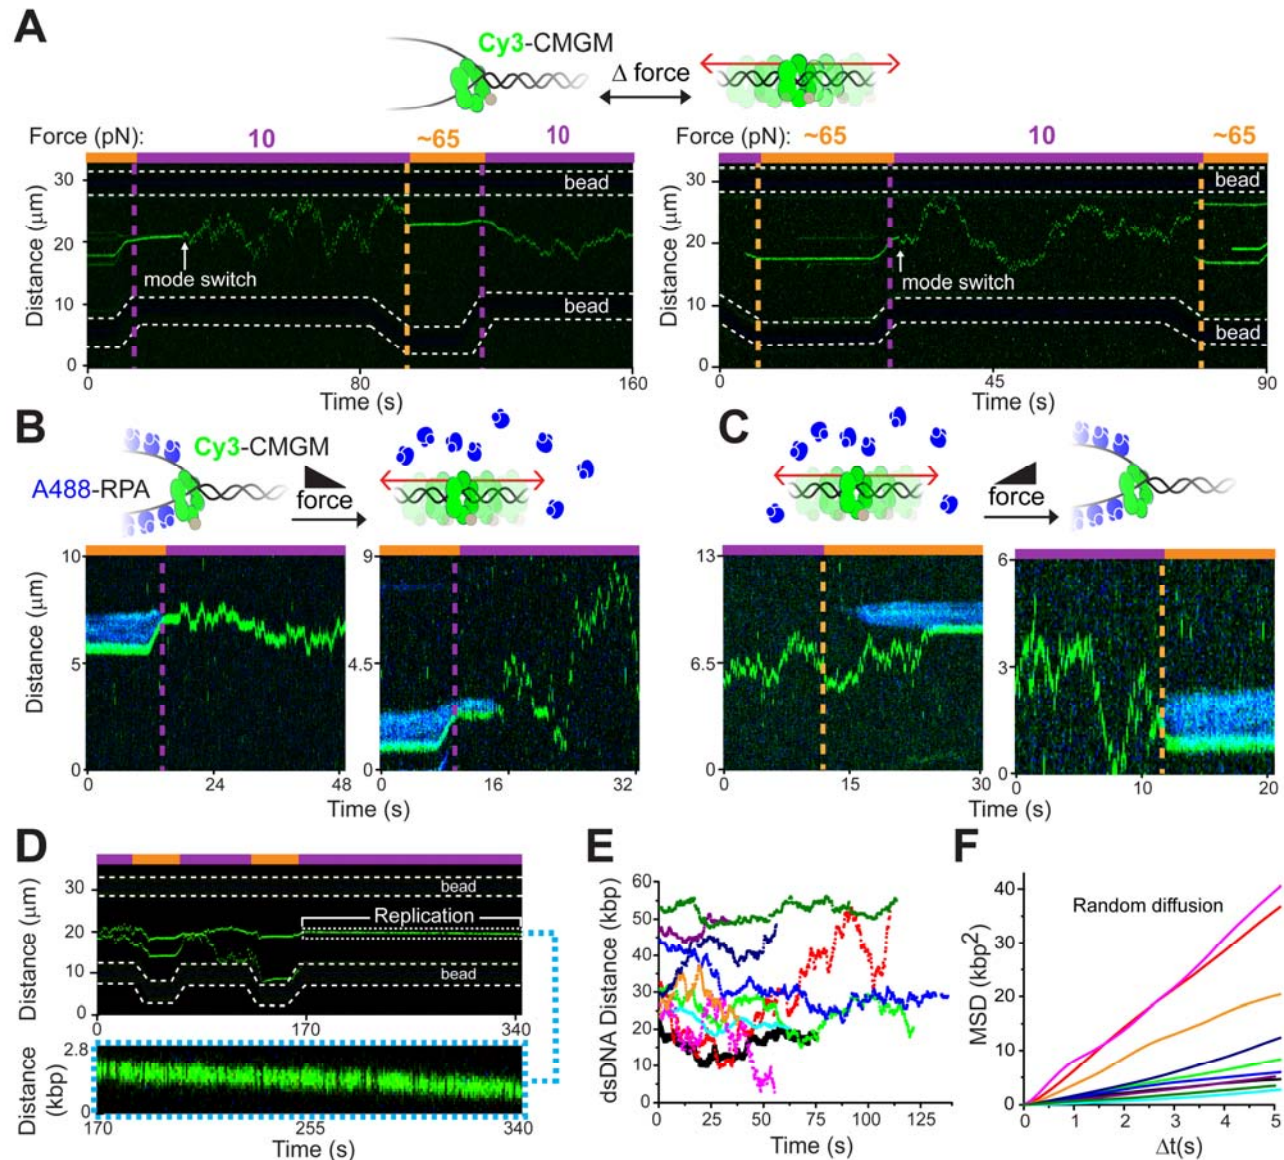 A
Cy3-CMGM
Δ force
Force (pN): 10 ~65 10
Force (pN): ~65 10 ~65
Distance (μm)
30
20
10
0
bead
mode switch
bead
0 80 160
Time (s)
30
20
10
0
bead
mode switch
bead
0 45 90
Time (s)
B
Cy3-CMGM
A488-RPA
force
Distance (μm)
10
5
0
0 24 48
Time (s)
9
4.5
0
0 16 32
C
force
13
6.5
0
0 15 30
Time (s)
6
3
0
0 10 20
D
Distance (μm)
30
20
10
0
bead
Replication
bead
0 170 340
Distance (kbp)
2.8
0
170 255 340
Time (s)
E
dsDNA Distance (kbp)
60
50
40
30
20
10
0
0 25 50 75 100 125
Time (s)
F
MSD (kbp²)
40
30
20
10
0
Random diffusion
0 1 2 3 4 5
Δt(s)